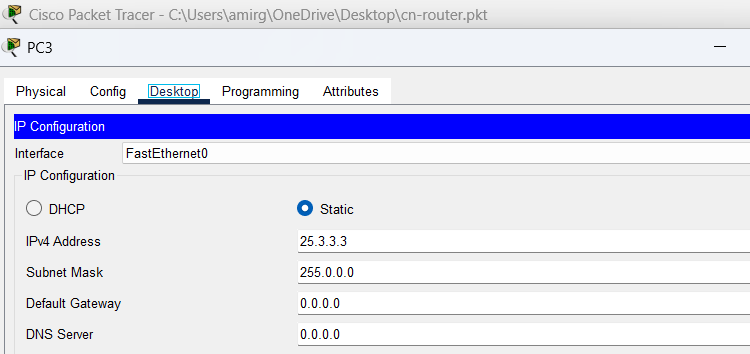 Cisco Packet Tracer - C:\Users\amirg\OneDrive\Desktop\cn-router.pkt
PC3
Physical Config Desktop Programming Attributes
IP Configuration
Interface FastEthernet0
IP Configuration
DHCP Static
IPv4 Address 25.3.3.3
Subnet Mask 255.0.0.0
Default Gateway 0.0.0.0
DNS Server 0.0.0.0